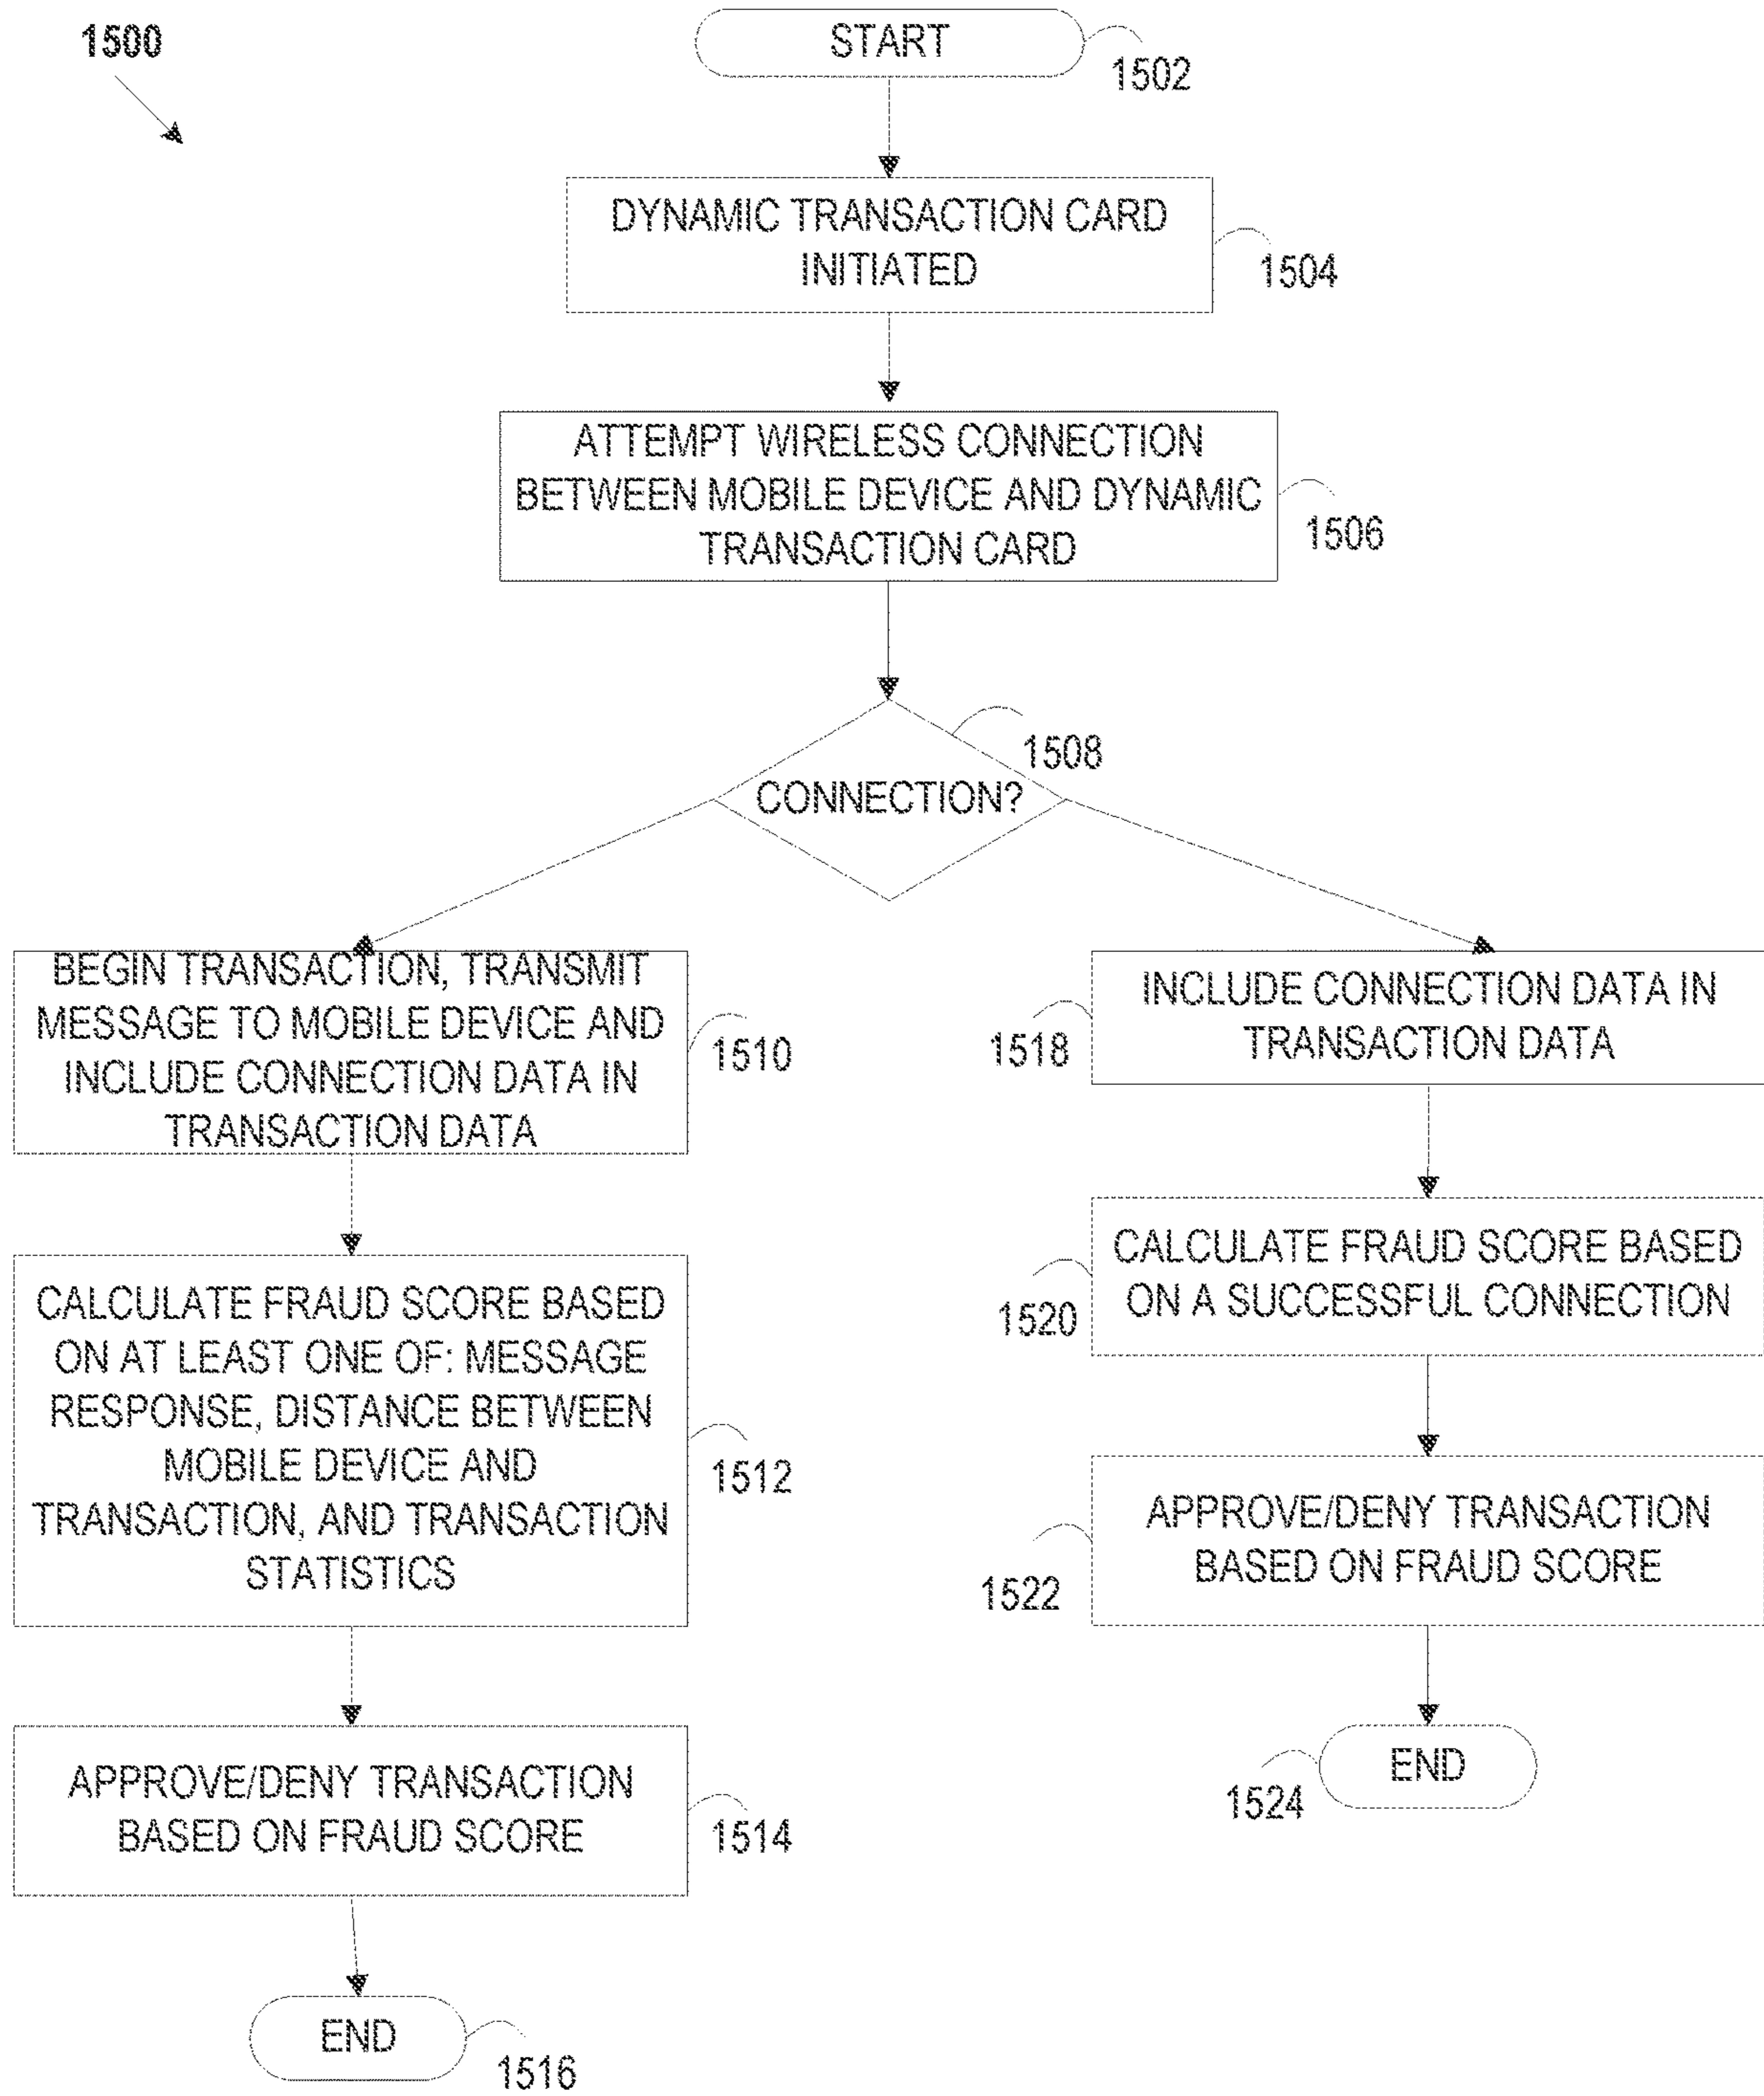 1500
START
1502
DYNAMIC TRANSACTION CARD
INITIATED
1504
ATTEMPT WIRELESS CONNECTION
BETWEEN MOBILE DEVICE AND DYNAMIC
TRANSACTION CARD
1506
1508
CONNECTION?
BEGIN TRANSACTION, TRANSMIT
MESSAGE TO MOBILE DEVICE AND
INCLUDE CONNECTION DATA IN
TRANSACTION DATA
1510
CALCULATE FRAUD SCORE BASED
ON AT LEAST ONE OF: MESSAGE
RESPONSE, DISTANCE BETWEEN
MOBILE DEVICE AND
TRANSACTION, AND TRANSACTION
STATISTICS
1512
APPROVE/DENY TRANSACTION
BASED ON FRAUD SCORE
1514
END
1516
INCLUDE CONNECTION DATA IN
TRANSACTION DATA
1518
CALCULATE FRAUD SCORE BASED
ON A SUCCESSFUL CONNECTION
1520
APPROVE/DENY TRANSACTION
BASED ON FRAUD SCORE
1522
END
1524